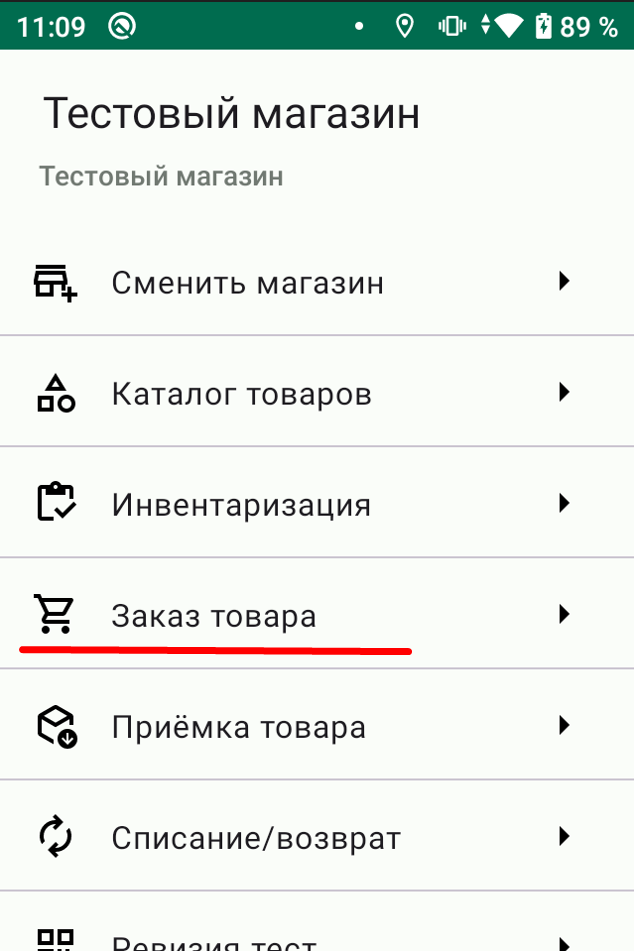 11:09 89 %
Тестовый магазин
Тестовый магазин
Сменить магазин
Каталог товаров
Инвентаризация
Заказ товара
Приёмка товара
Списание/возврат
Ревизия тест